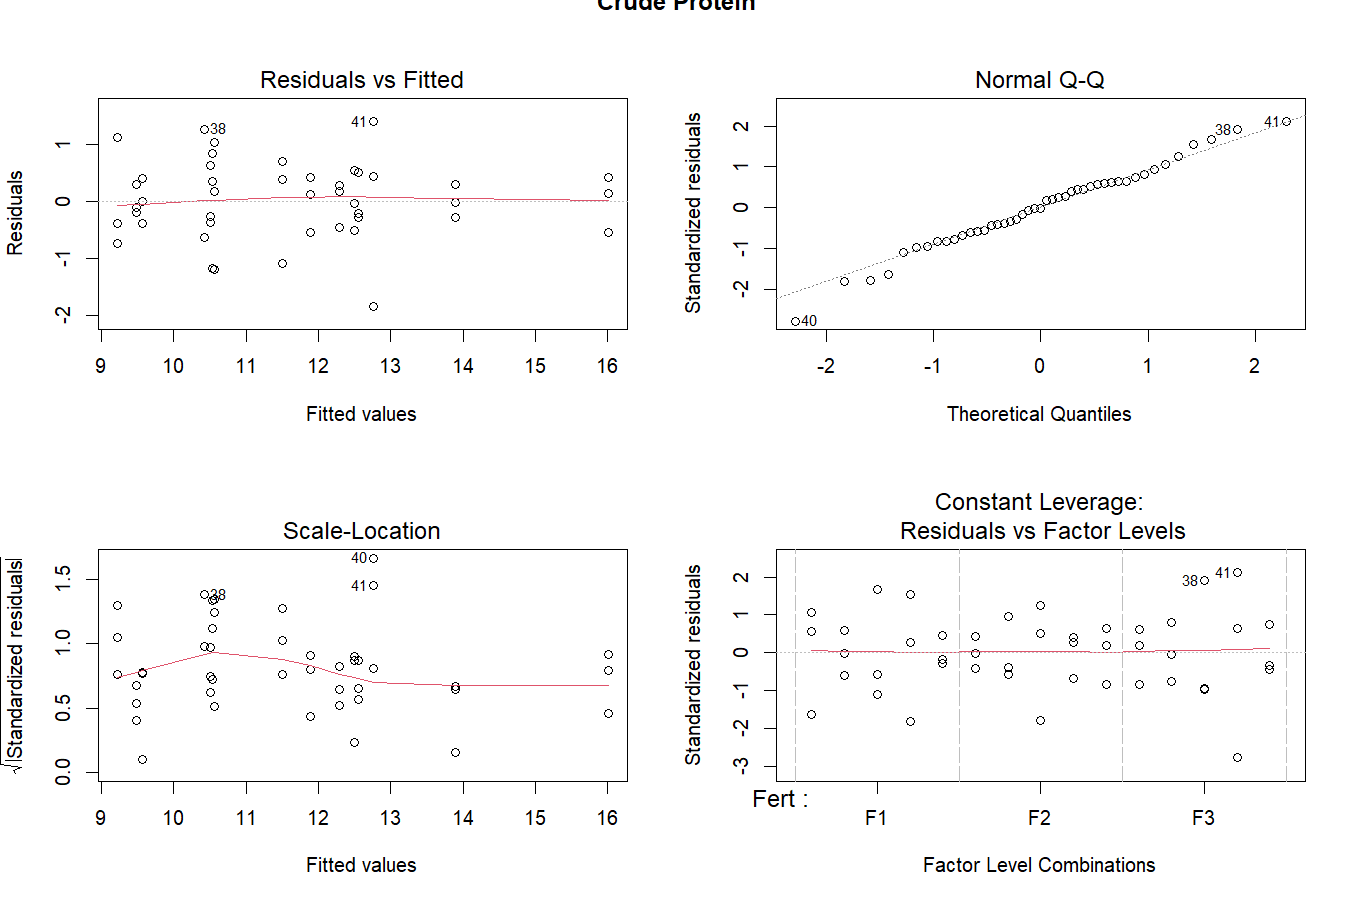 Crude Protein
Residuals vs Fitted
Residuals
1
0
-1
-2
38
41
9 10 11 12 13 14 15 16
Fitted values
Normal Q-Q
Standardized residuals
2
1
0
-1
-2
38
41
40
-2 -1 0 1 2
Theoretical Quantiles
Scale-Location
√|Standardized residuals|
1.5
1.0
0.5
0.0
40
41
38
9 10 11 12 13 14 15 16
Fitted values
Constant Leverage:
Residuals vs Factor Levels
Standardized residuals
2
1
0
-1
-2
-3
38
41
Fert :
F1 F2 F3
Factor Level Combinations